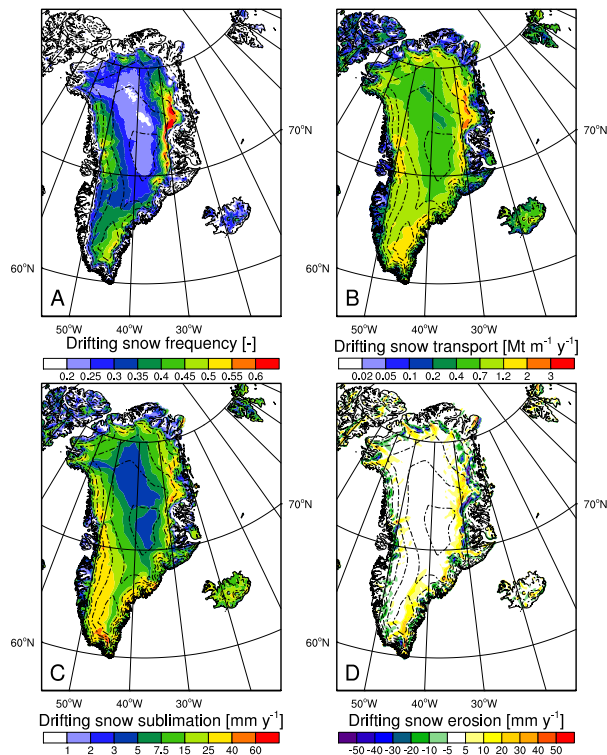 70°N
70°N
60°N
60°N
A
B
50°W 40°W 30°W
50°W 40°W 30°W
Drifting snow frequency [-]
Drifting snow transport [Mt m⁻¹ y⁻¹]
0.2 0.25 0.3 0.35 0.4 0.45 0.5 0.55 0.6
0.02 0.05 0.1 0.2 0.4 0.7 1.2 2 3
70°N
70°N
60°N
60°N
C
D
50°W 40°W 30°W
50°W 40°W 30°W
Drifting snow sublimation [mm y⁻¹]
Drifting snow erosion [mm y⁻¹]
1 2 3 5 7.5 15 25 40 60
-50 -40 -30 -20 -10 -5 5 10 20 30 40 50